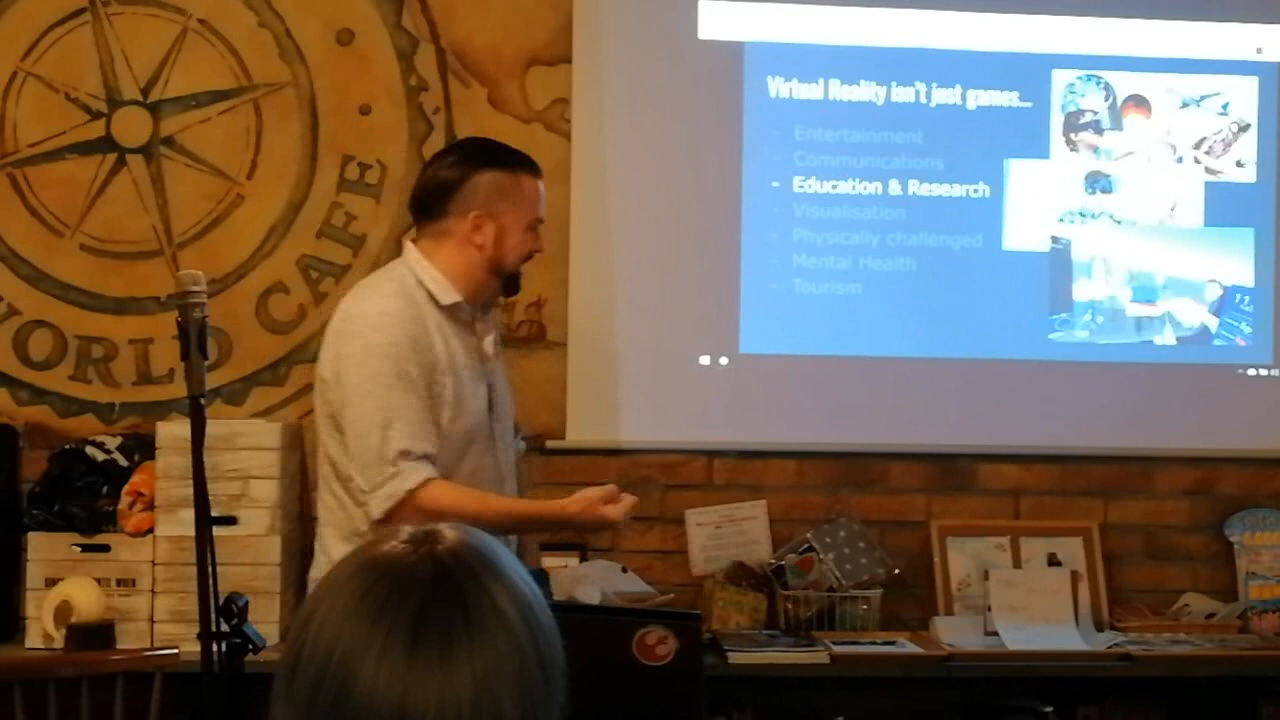 WORLD CAFE
Virtual Reality isn't just games...
- Entertainment
- Communications
- Education & Research
- Visualisation
- Physically challenged
- Mental Health
- Tourism